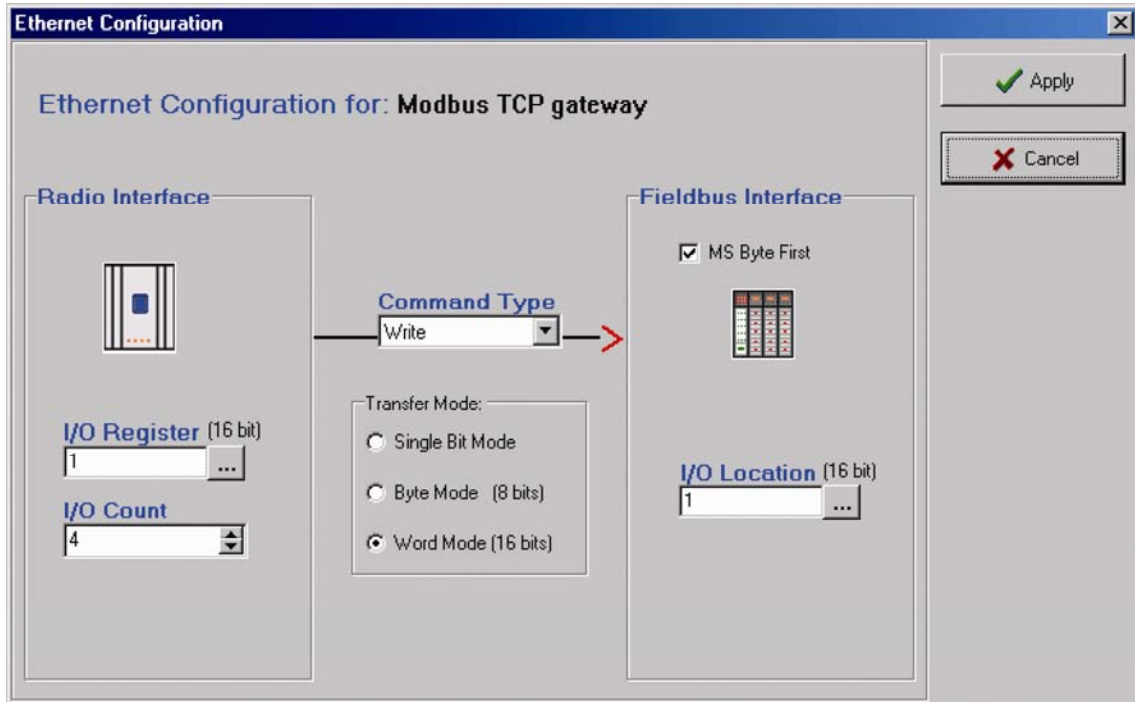 Ethernet Configuration
Ethernet Configuration for: Modbus TCP gateway
Apply
Cancel
Radio Interface
I/O Register (16 bit)
1
...
I/O Count
4
Command Type
Write
Transfer Mode:
Single Bit Mode
Byte Mode (8 bits)
Word Mode (16 bits)
Fieldbus Interface
MS Byte First
I/O Location (16 bit)
1
...